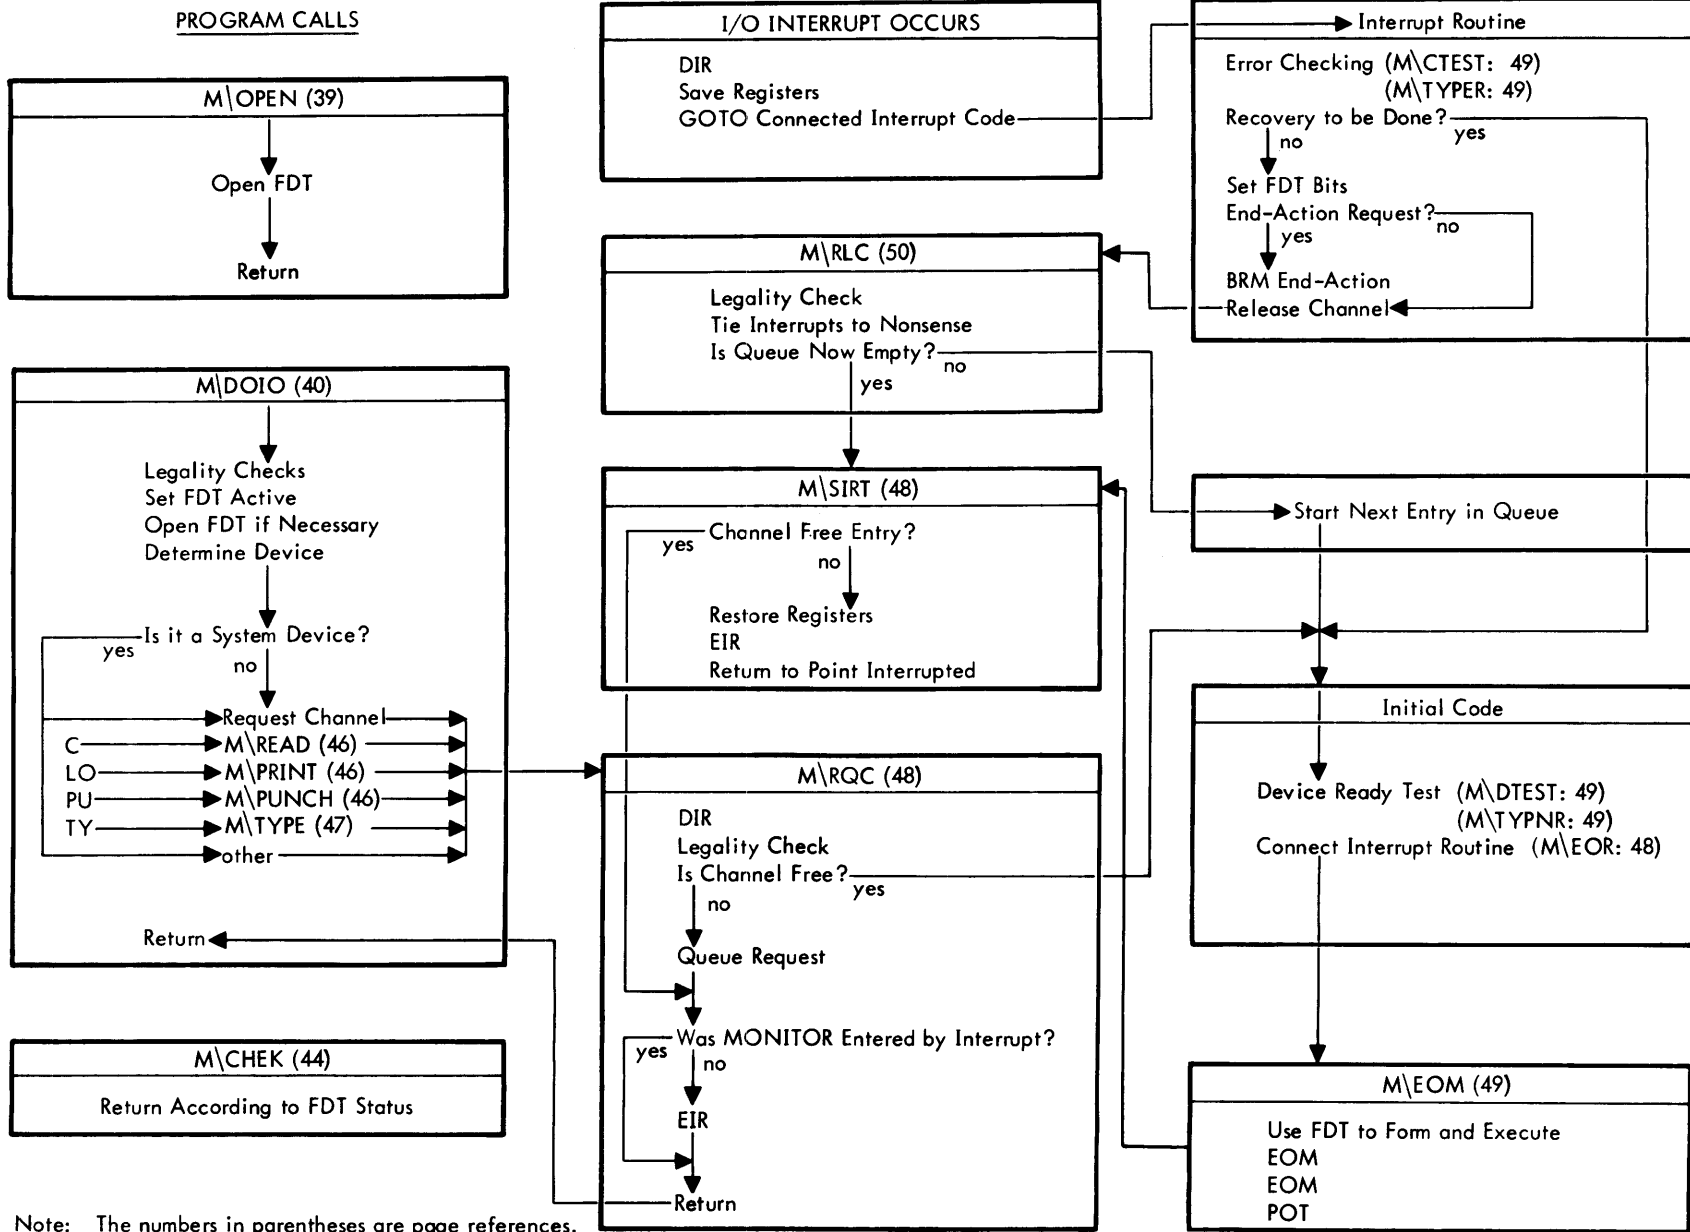 PROGRAM CALLS
M\OPEN (39)
Open FDT
Return
M\DOIO (40)
Legality Checks
Set FDT Active
Open FDT if Necessary
Determine Device
Is it a System Device?
yes
no
Request Channel
C M\READ (46)
LO M\PRINT (46)
PU M\PUNCH (46)
TY M\TYPE (47)
other
Return
M\CHEK (44)
Return According to FDT Status
Note: The numbers in parentheses are page references.
I/O INTERRUPT OCCURS
DIR
Save Registers
GOTO Connected Interrupt Code
M\RLC (50)
Legality Check
Tie Interrupts to Nonsense
Is Queue Now Empty?
no
yes
M\SIRT (48)
Channel Free Entry?
yes
no
Restore Registers
EIR
Return to Point Interrupted
M\RQC (48)
DIR
Legality Check
Is Channel Free?
yes
no
Queue Request
Was MONITOR Entered by Interrupt?
yes
no
EIR
Return
Interrupt Routine
Error Checking (M\CTEST: 49)
(M\TYPER: 49)
Recovery to be Done?
yes
no
Set FDT Bits
End-Action Request?
no
yes
BRM End-Action
Release Channel
Start Next Entry in Queue
Initial Code
Device Ready Test (M\DTEST: 49)
(M\TYPNR: 49)
Connect Interrupt Routine (M\EOR: 48)
M\EOM (49)
Use FDT to Form and Execute
EOM
EOM
POT